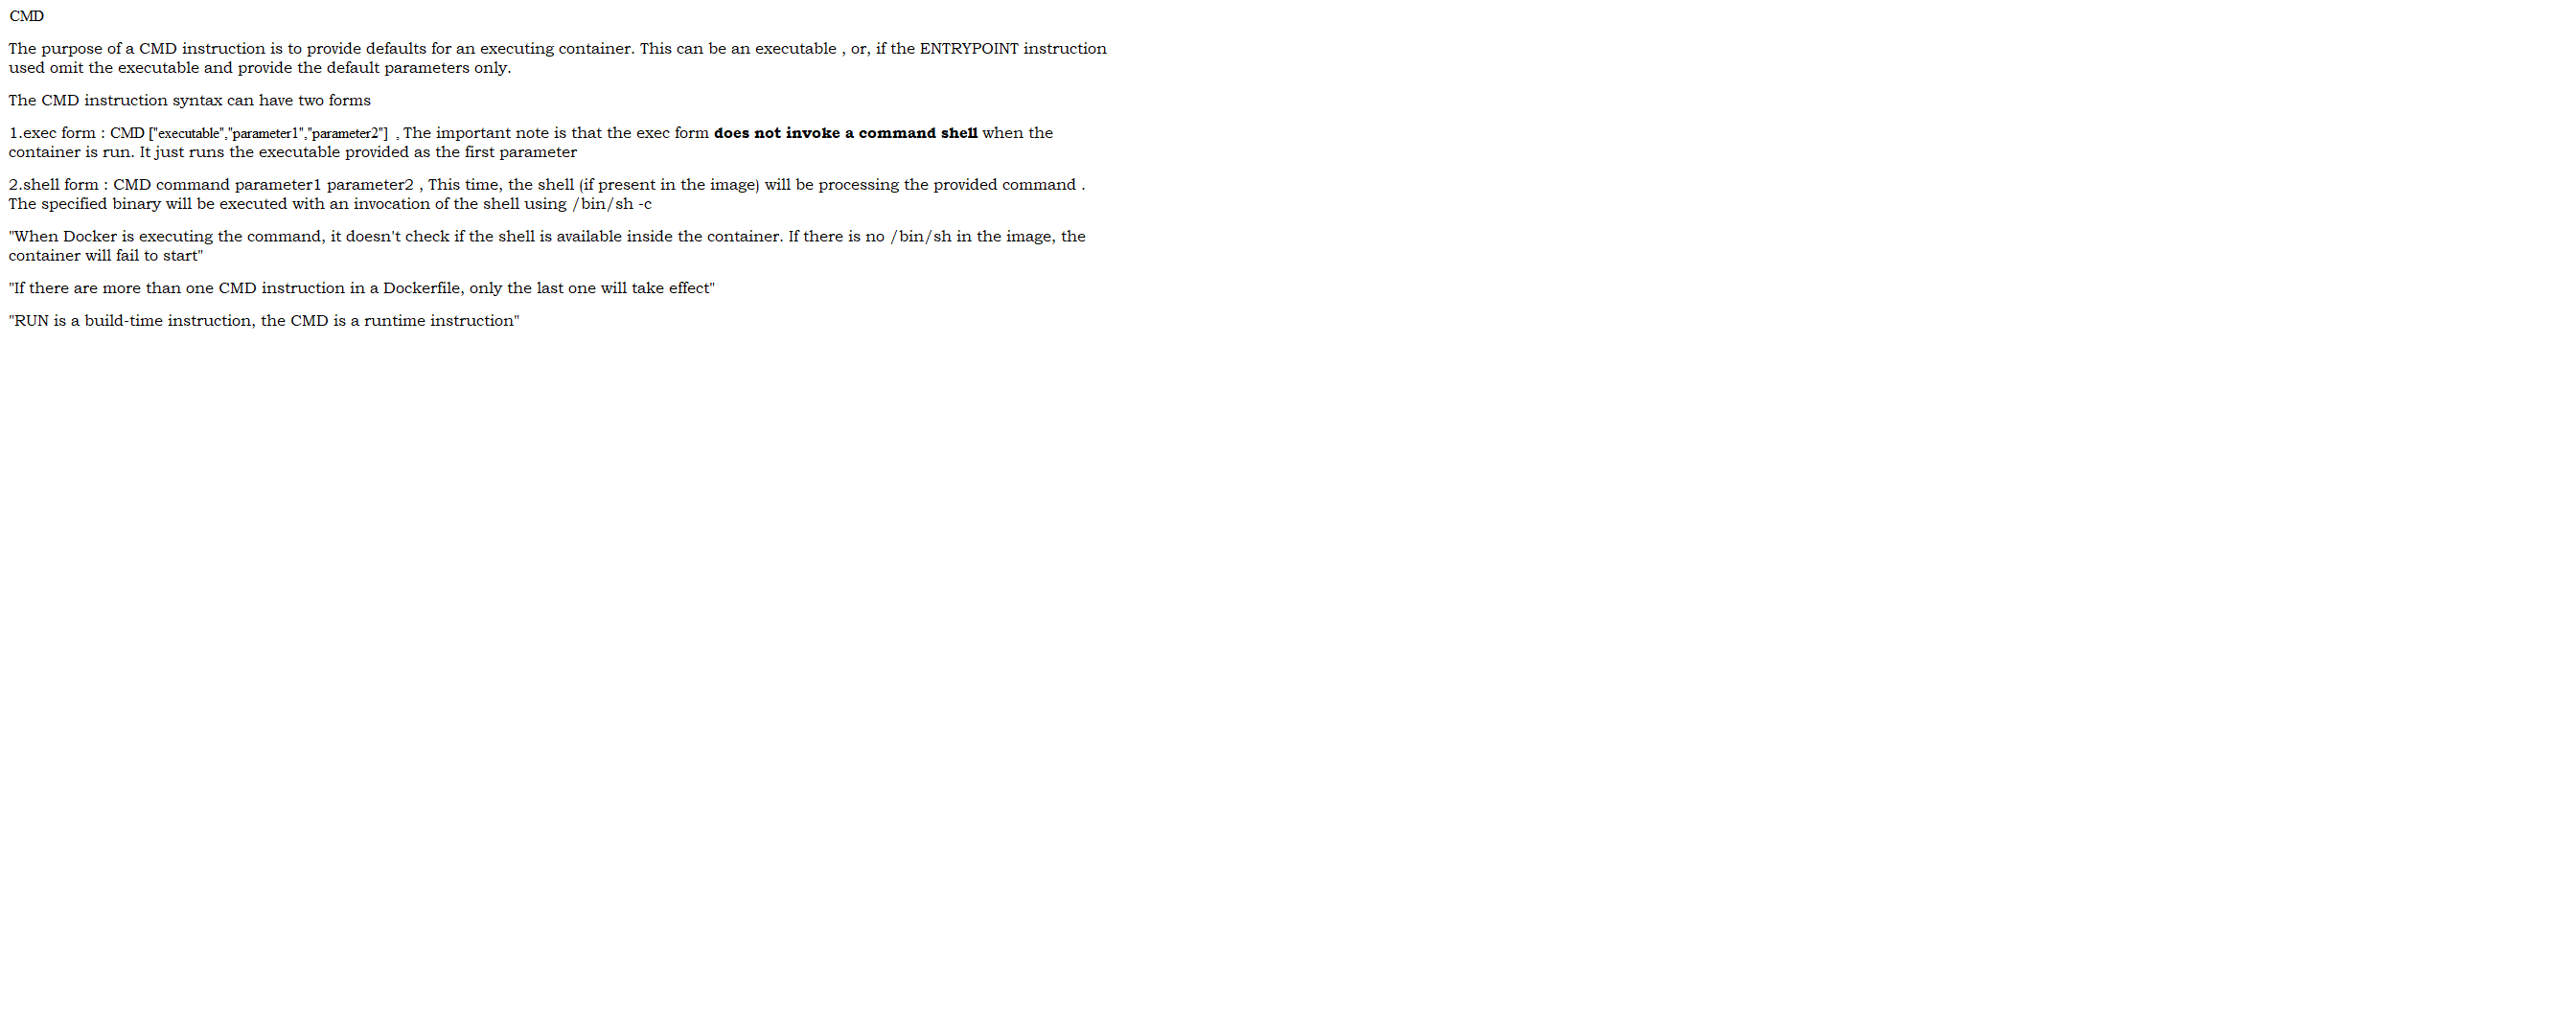 CMD
The purpose of a CMD instruction is to provide defaults for an executing container. This can be an executable , or, if the ENTRYPOINT instruction
used omit the executable and provide the default parameters only.
The CMD instruction syntax can have two forms
1.exec form : CMD ["executable","parameter1","parameter2"] , The important note is that the exec form does not invoke a command shell when the
container is run. It just runs the executable provided as the first parameter
2.shell form : CMD command parameter1 parameter2 , This time, the shell (if present in the image) will be processing the provided command .
The specified binary will be executed with an invocation of the shell using /bin/sh -c
"When Docker is executing the command, it doesn't check if the shell is available inside the container. If there is no /bin/sh in the image, the
container will fail to start"
"If there are more than one CMD instruction in a Dockerfile, only the last one will take effect"
"RUN is a build-time instruction, the CMD is a runtime instruction"